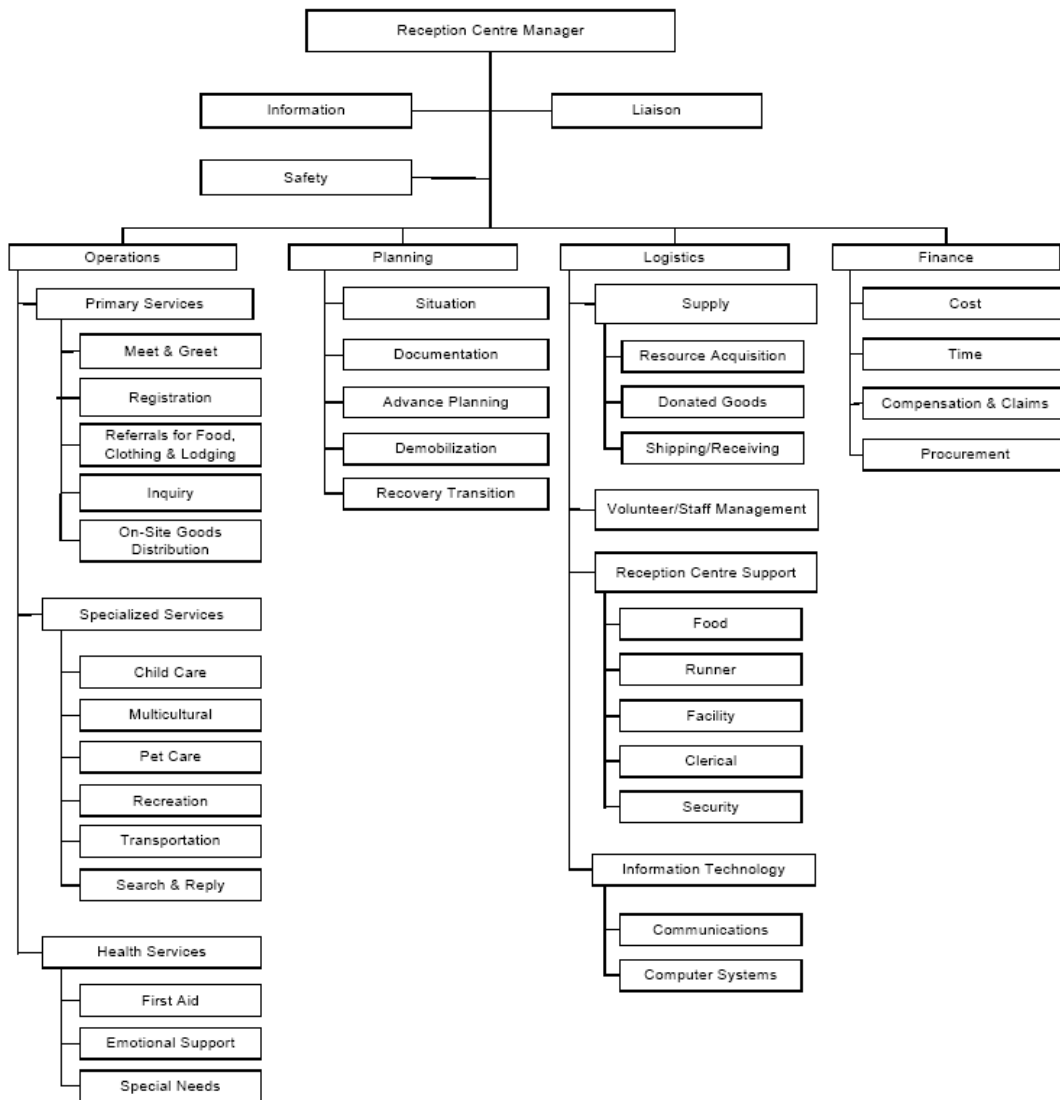 Reception Centre Manager
Information
Liaison
Safety
Operations
Primary Services
Meet & Greet
Registration
Referrals for Food,
Clothing & Lodging
Inquiry
On-Site Goods
Distribution
Specialized Services
Child Care
Multicultural
Pet Care
Recreation
Transportation
Search & Reply
Health Services
First Aid
Emotional Support
Special Needs
Planning
Situation
Documentation
Advance Planning
Demobilization
Recovery Transition
Logistics
Supply
Resource Acquisition
Donated Goods
Shipping/Receiving
Volunteer/Staff Management
Reception Centre Support
Food
Runner
Facility
Clerical
Security
Information Technology
Communications
Computer Systems
Finance
Cost
Time
Compensation & Claims
Procurement